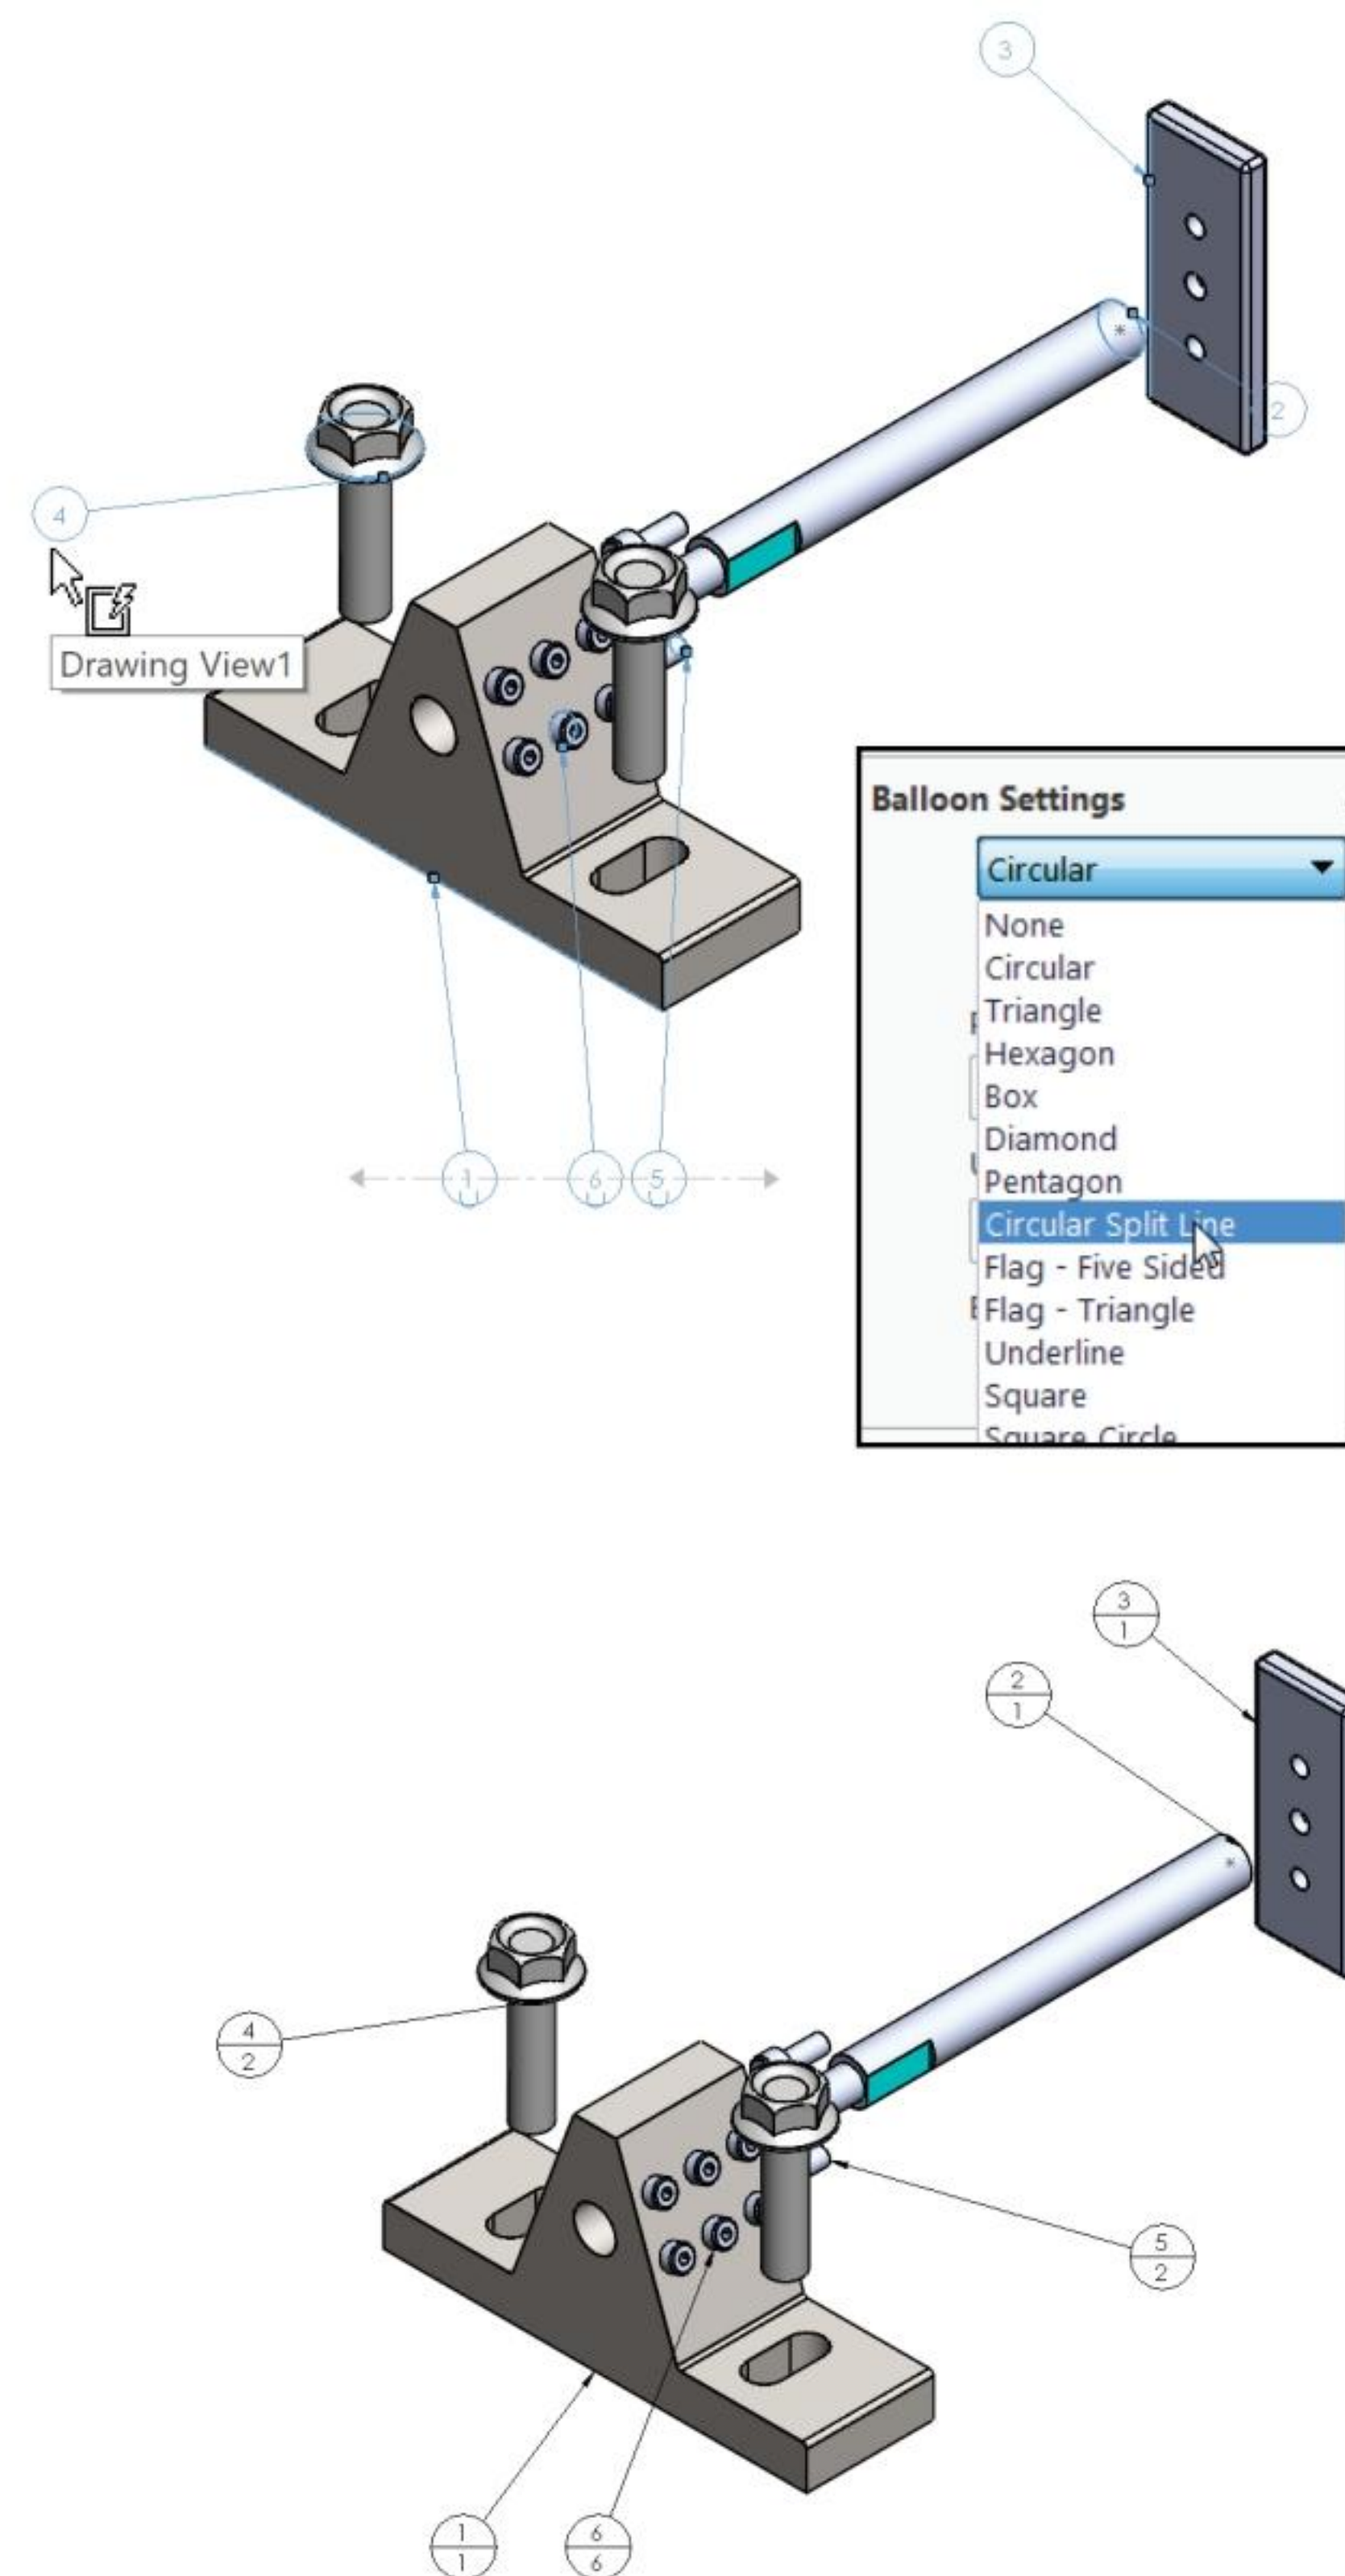 3
2
4
Drawing View1
1
6
5
Balloon Settings
Circular
None
Circular
Triangle
Hexagon
Box
Diamond
Pentagon
Circular Split Line
Flag - Five Sided
Flag - Triangle
Underline
Square
Square Circle
3
1
2
1
4
2
5
2
1
1
6
6